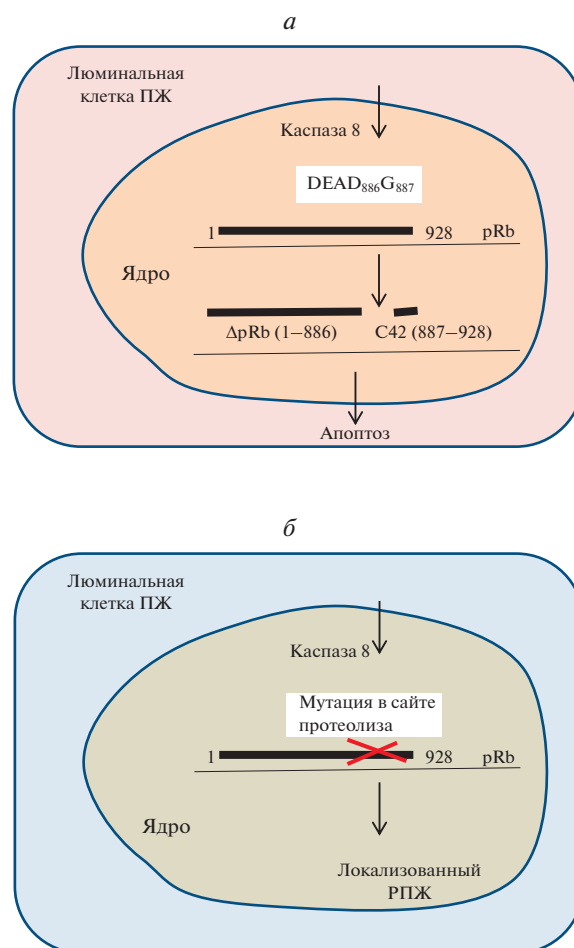 а
Люминальная
клетка ПЖ
Каспаза 8
DEAD₈₈₆G₈₈₇
1 928 pRb
Ядро
ΔpRb (1–886) C42 (887–928)
Апоптоз
б
Люминальная
клетка ПЖ
Каспаза 8
Мутация в сайте
протеолиза
1 928 pRb
Ядро
Локализованный
РПЖ